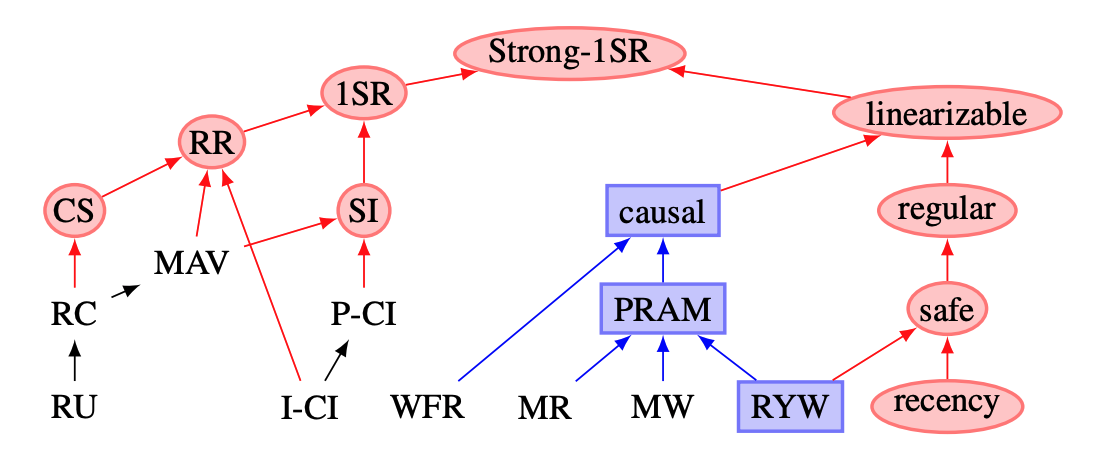 Strong-1SR
1SR
linearizable
RR
CS
SI
causal
regular
MAV
RC
P-CI
PRAM
safe
RU
I-CI
WFR
MR
MW
RYW
recency